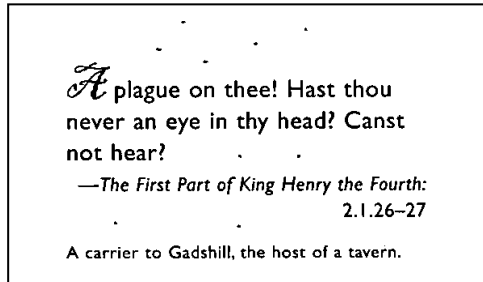 A plague on thee! Hast thou
never an eye in thy head? Canst
not hear?
—The First Part of King Henry the Fourth:
2.1.26–27
A carrier to Gadshill, the host of a tavern.